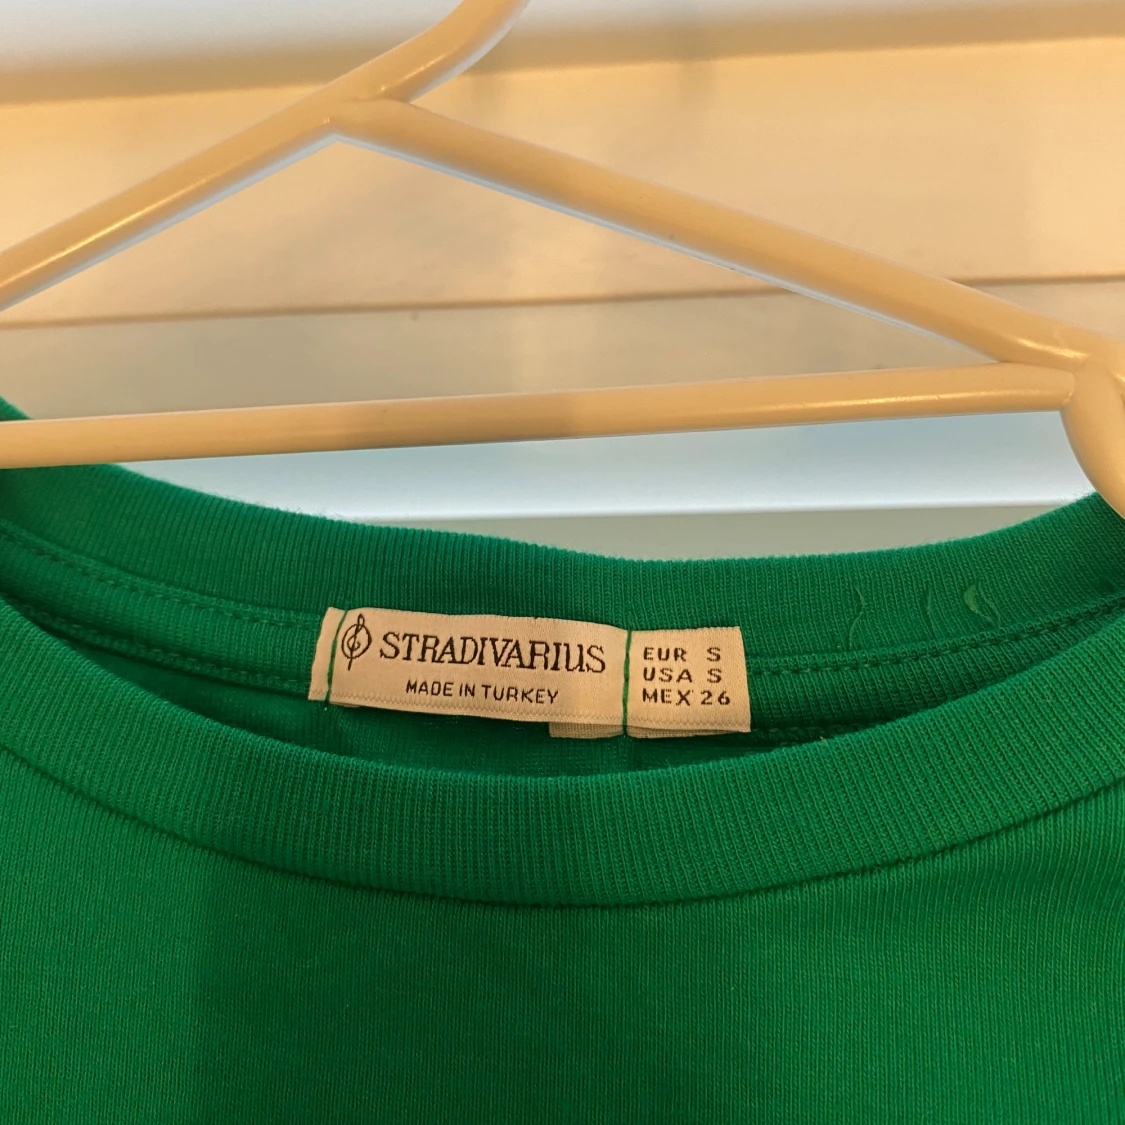 STRADIVARIUS
MADE IN TURKEY
EUR S
USA S
MEX 26